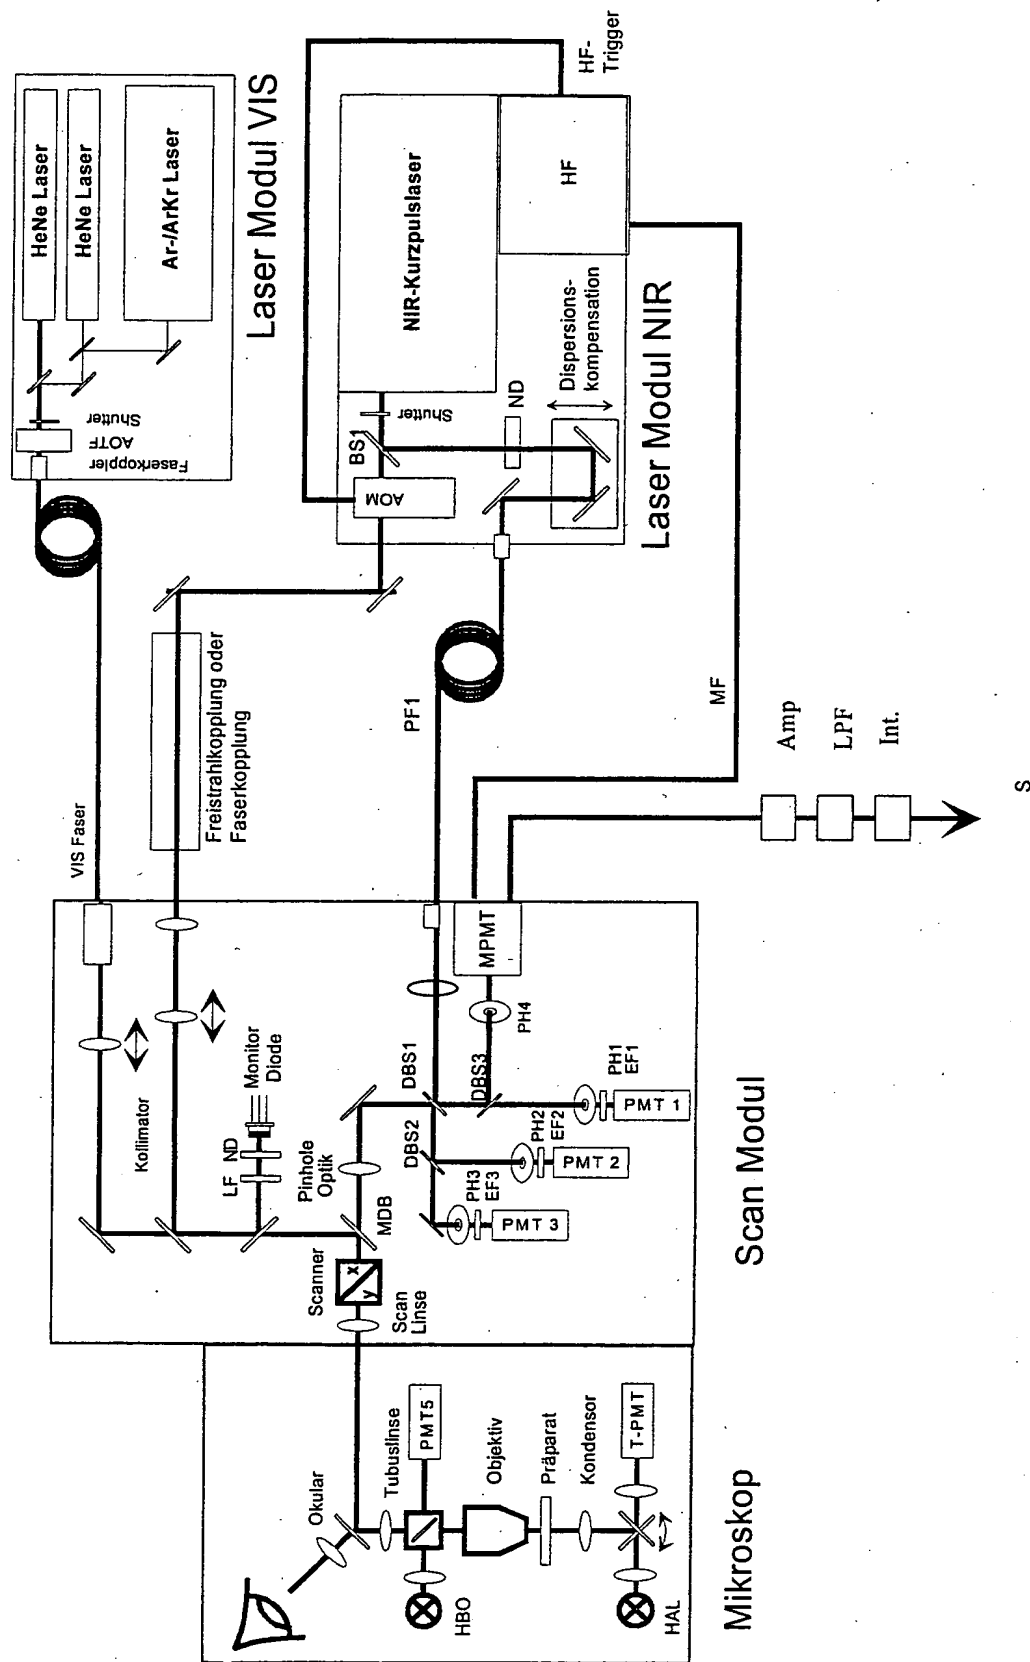 HeNe Laser
HeNe Laser
Ar-/ArKr Laser
Shutter
AOTF
Faserkoppler
Laser Modul VIS
HF-
Trigger
NIR-Kurzpulslaser
HF
Shutter
BS1
AOM
ND
Dispersions-
kompensation
Laser Modul NIR
VIS Faser
Freistrahlkopplung oder
Faserkopplung
PF1
MF
Amp
LPF
Int.
S
Kollimator
Monitor
Diode
LF
ND
Pinhole
Optik
MDB
Scanner
x
y
Scan
Linse
DBS1
DBS2
DBS3
MPMT
PH4
PH1
EF1
PMT 1
PH2
EF2
PMT 2
PH3
EF3
PMT 3
Scan Modul
Okular
Tubuslinse
PMT5
HBO
Objektiv
Präparat
Kondensor
T-PMT
HAL
Mikroskop